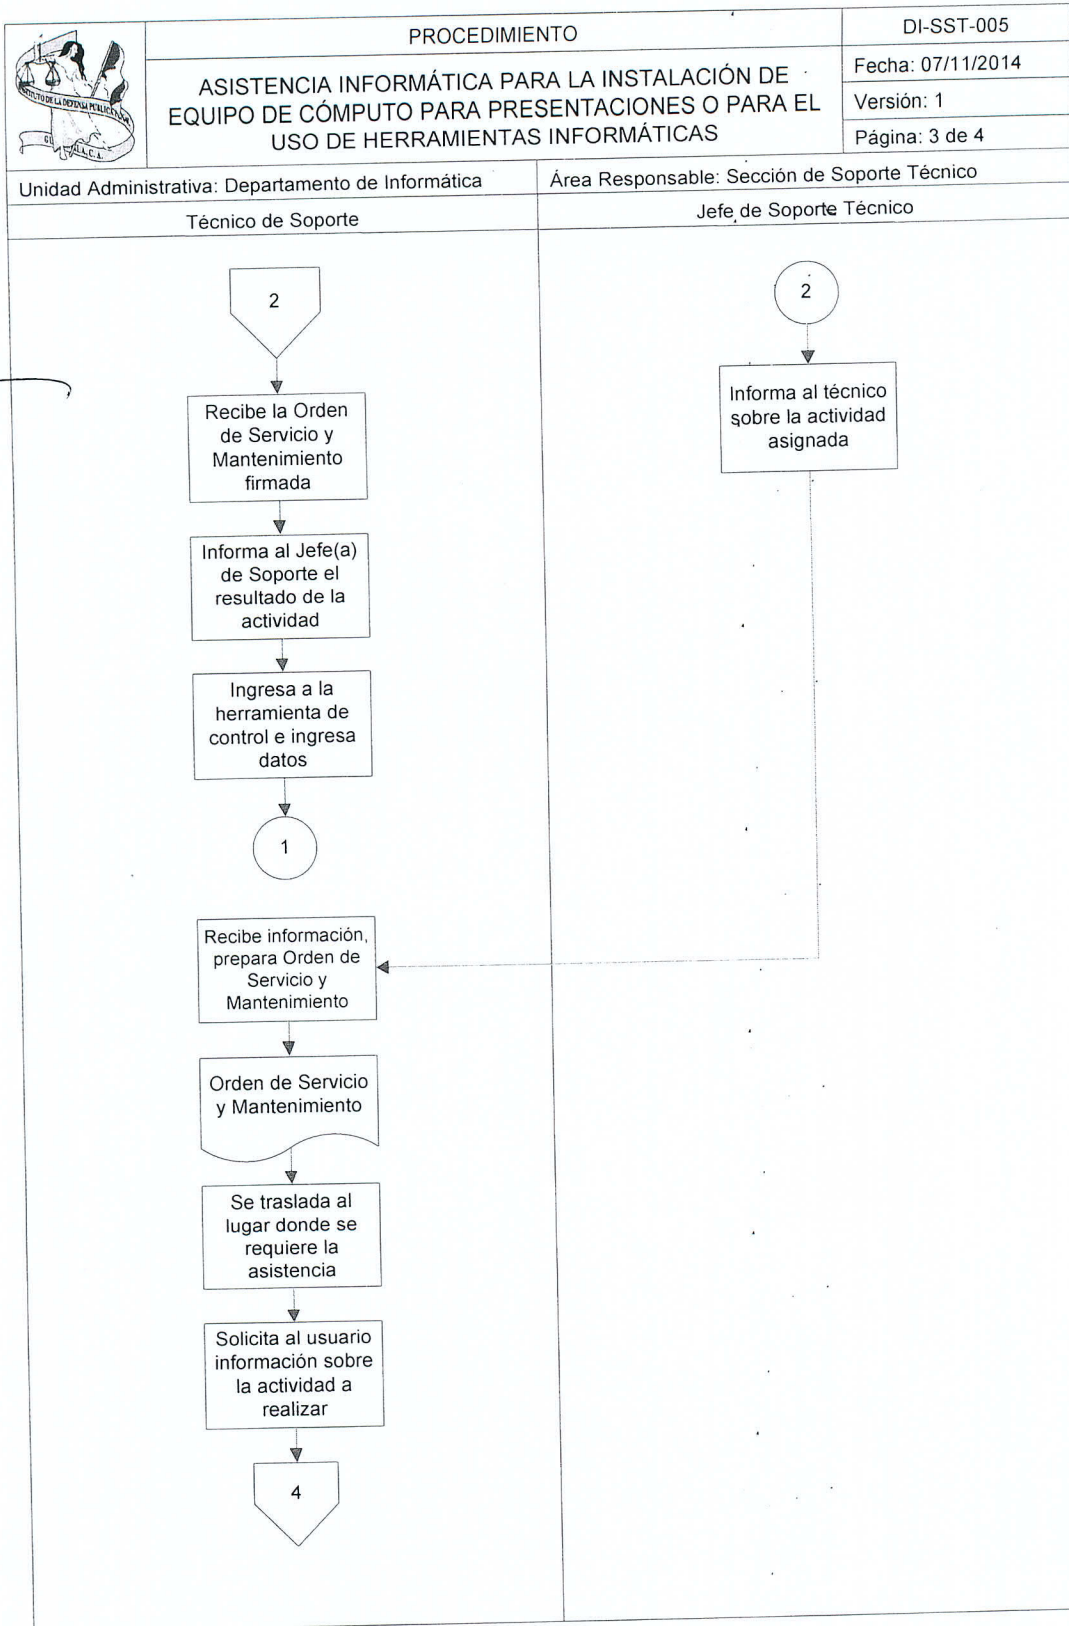 PROCEDIMIENTO
DI-SST-005
ASISTENCIA INFORMÁTICA PARA LA INSTALACIÓN DE
EQUIPO DE CÓMPUTO PARA PRESENTACIONES O PARA EL
USO DE HERRAMIENTAS INFORMÁTICAS
Fecha: 07/11/2014
Versión: 1
Página: 3 de 4
Unidad Administrativa: Departamento de Informática
Área Responsable: Sección de Soporte Técnico
Técnico de Soporte
Jefe de Soporte Técnico
2
Recibe la Orden
de Servicio y
Mantenimiento
firmada
Informa al Jefe(a)
de Soporte el
resultado de la
actividad
Ingresa a la
herramienta de
control e ingresa
datos
1
2
Informa al técnico
sobre la actividad
asignada
Recibe información,
prepara Orden de
Servicio y
Mantenimiento
Orden de Servicio
y Mantenimiento
Se traslada al
lugar donde se
requiere la
asistencia
Solicita al usuario
información sobre
la actividad a
realizar
4